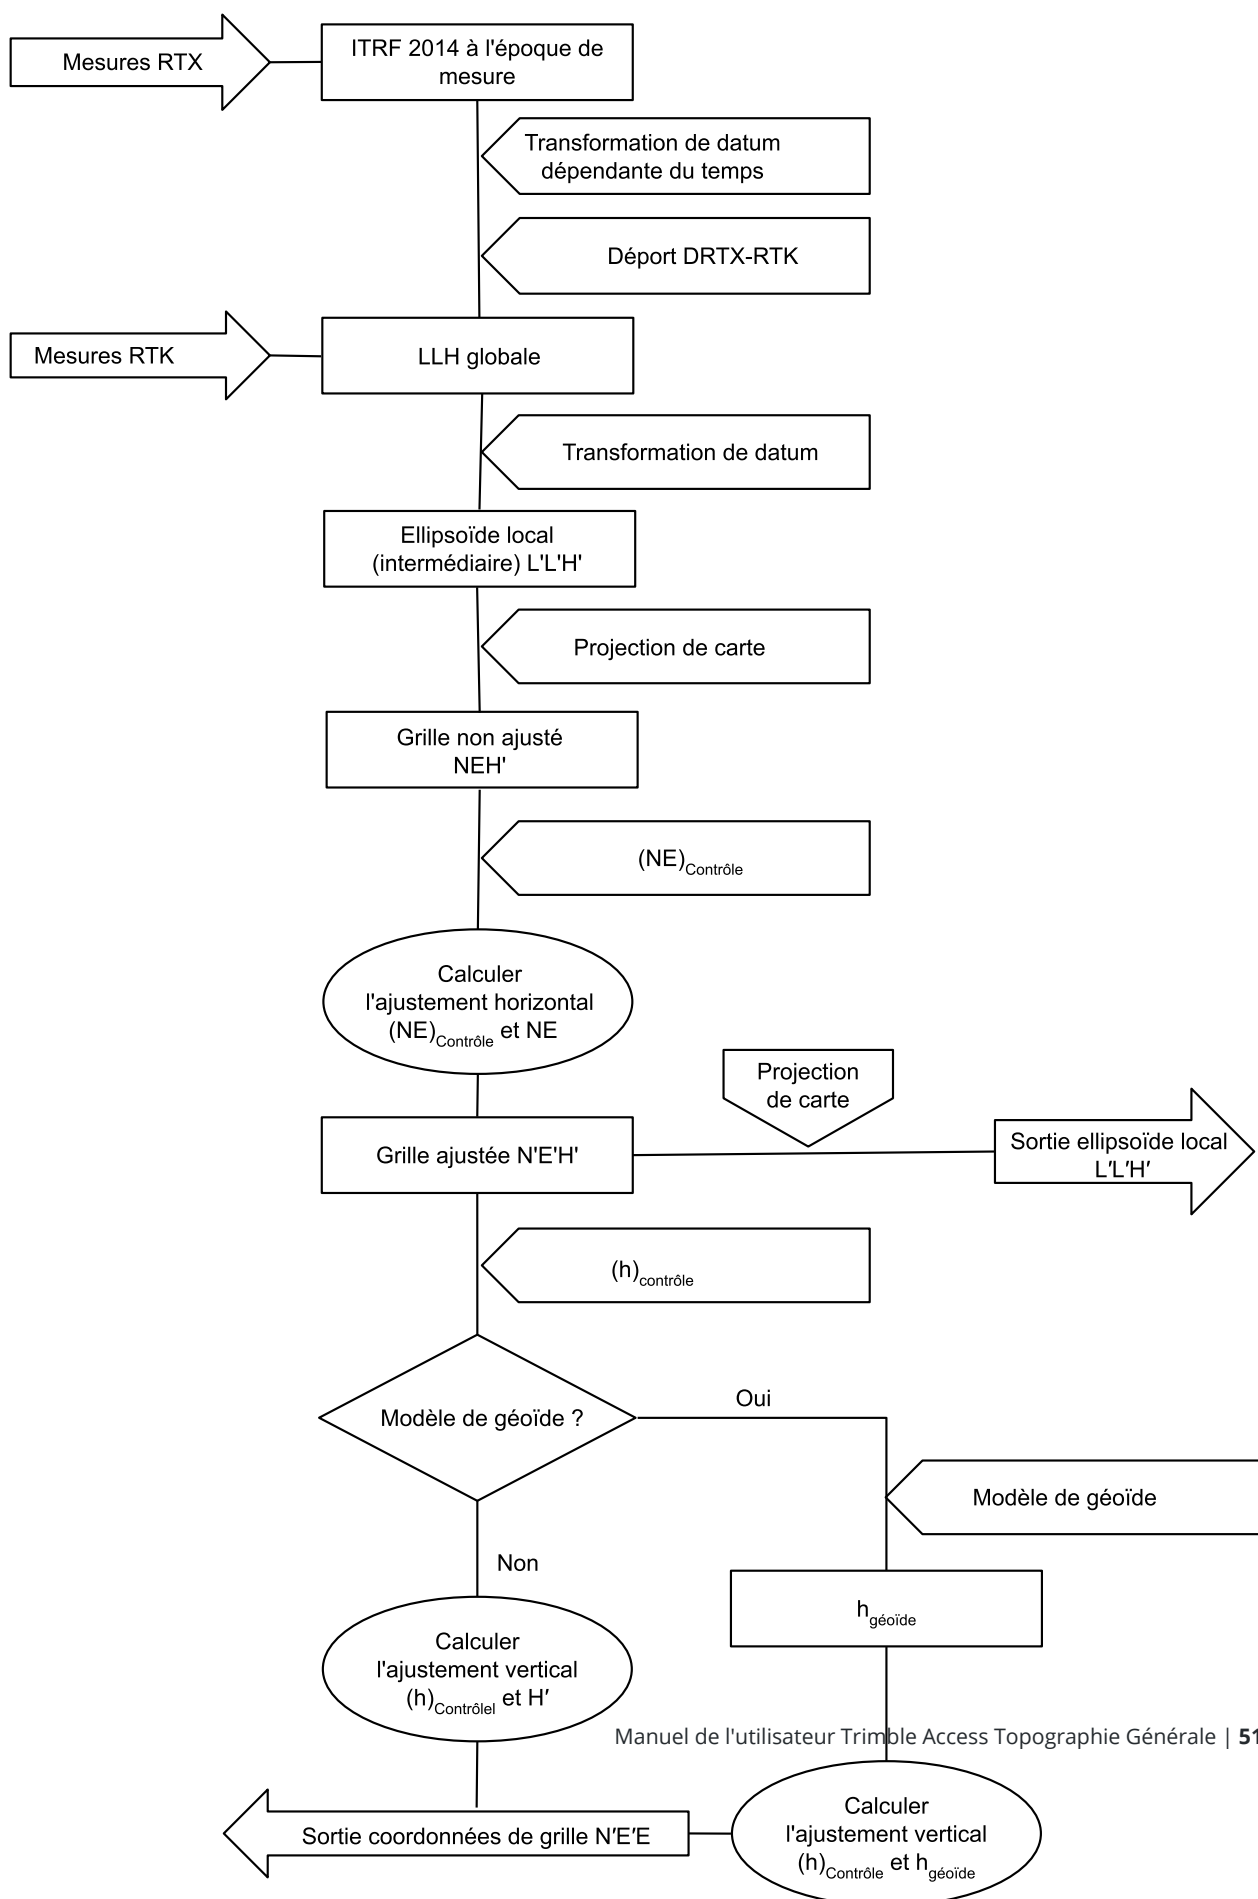 Mesures RTX
ITRF 2014 à l'époque de
mesure
Transformation de datum
dépendante du temps
Déport DRTX-RTK
Mesures RTK
LLH globale
Transformation de datum
Ellipsoïde local
(intermédiaire) L'L'H'
Projection de carte
Grille non ajusté
NEH'
(NE)Contrôle
Calculer
l'ajustement horizontal
(NE)Contrôle et NE
Projection
de carte
Grille ajustée N'E'H'
Sortie ellipsoïde local
L'L'H'
(h)contrôle
Modèle de géoïde ?
Oui
Modèle de géoïde
Non
hgéoïde
Calculer
l'ajustement vertical
(h)Contrôlel et H'
Manuel de l'utilisateur Trimble Access Topographie Générale | 51
Calculer
l'ajustement vertical
(h)Contrôle et hgéoïde
Sortie coordonnées de grille N'E'E